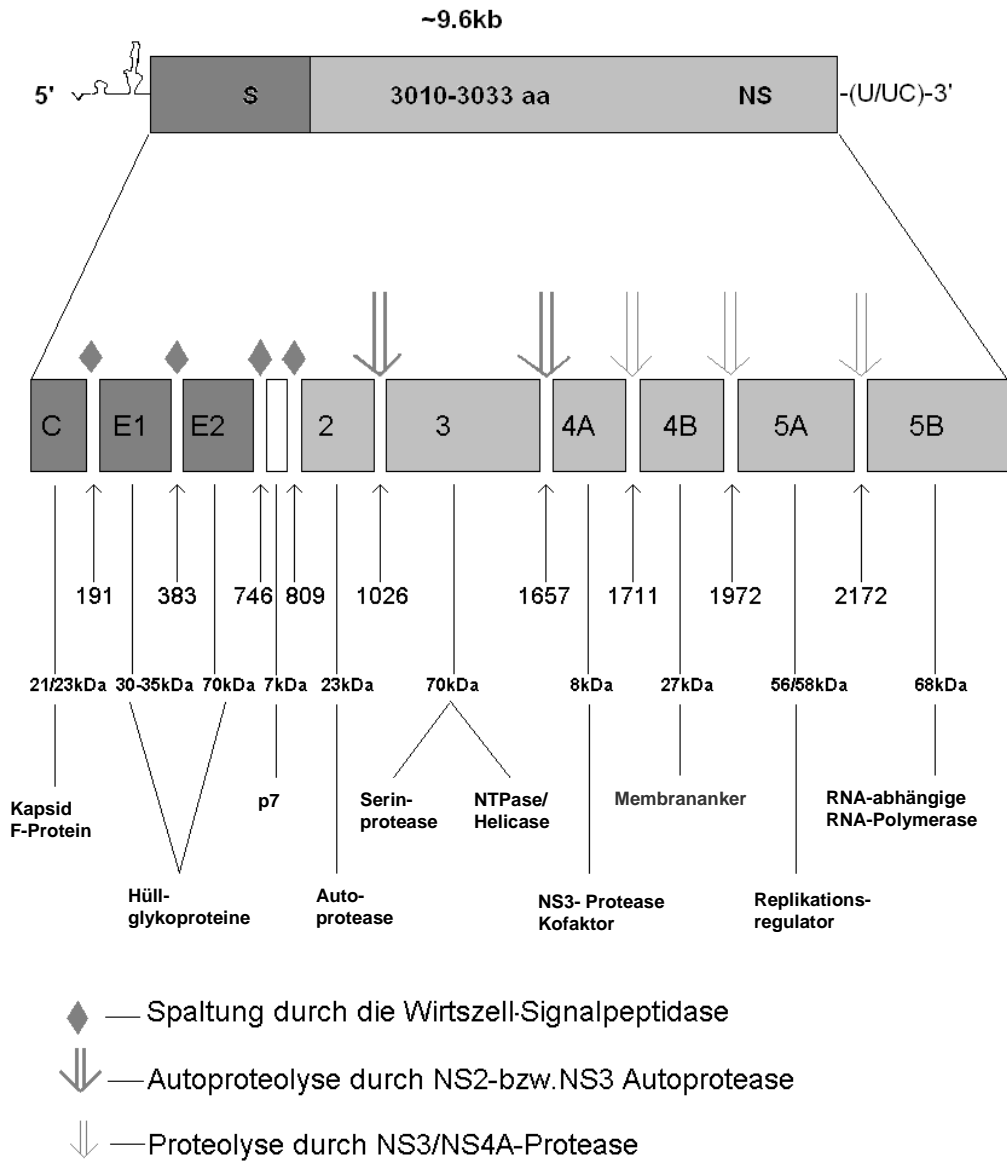 ~9.6kb
5' S 3010-3033 aa NS -(U/UC)-3'
C E1 E2 2 3 4A 4B 5A 5B
191 383 746 809 1026 1657 1711 1972 2172
21/23kDa 30-35kDa 70kDa 7kDa 23kDa 70kDa 8kDa 27kDa 56/58kDa 68kDa
Kapsid
F-Protein
p7
Serin-
protease
NTPase/
Helicase
Membrananker
RNA-abhängige
RNA-Polymerase
Hüll-
glykoproteine
Auto-
protease
NS3- Protease
Kofaktor
Replikations-
regulator
Spaltung durch die Wirtszell-Signalpeptidase
Autoproteolyse durch NS2-bzw.NS3 Autoprotease
Proteolyse durch NS3/NS4A-Protease